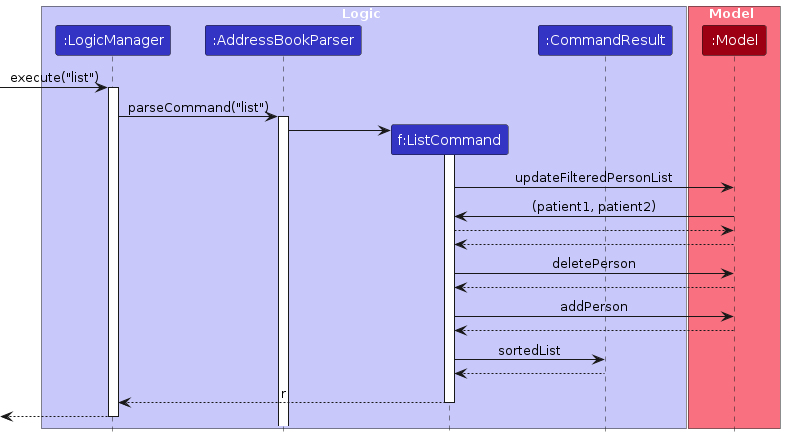 Logic
Model
:LogicManager
:AddressBookParser
:CommandResult
:Model
execute("list")
parseCommand("list")
f:ListCommand
updateFilteredPersonList
(patient1, patient2)
deletePerson
addPerson
sortedList
r